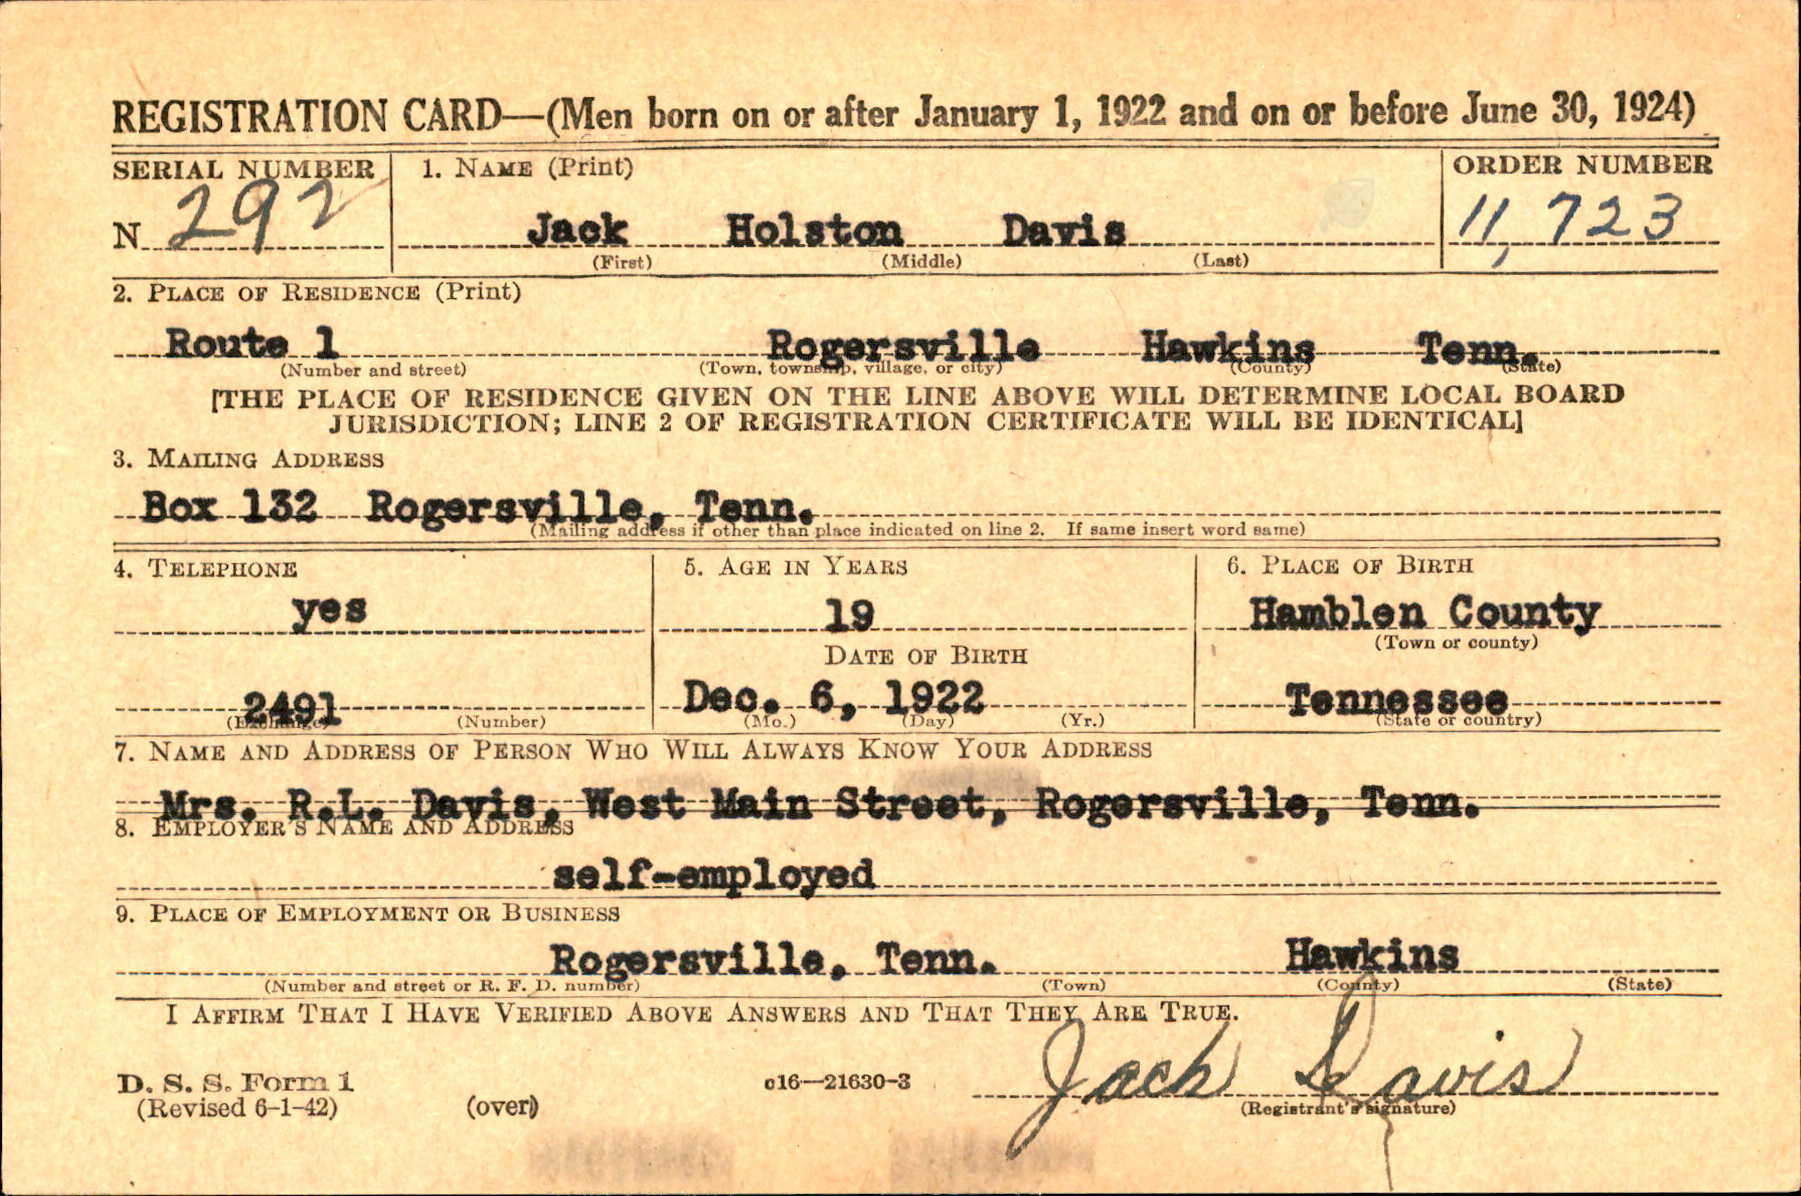 REGISTRATION CARD—(Men born on or after January 1, 1922 and on or before June 30, 1924)
SERIAL NUMBER 1. NAME (Print) ORDER NUMBER
N 292 Jack Holston Davis 11,723
(First) (Middle) (Last)
2. PLACE OF RESIDENCE (Print)
Route 1 Rogersville Hawkins Tenn.
(Number and street) (Town, township, village, or city) (County) (State)
[THE PLACE OF RESIDENCE GIVEN ON THE LINE ABOVE WILL DETERMINE LOCAL BOARD
JURISDICTION; LINE 2 OF REGISTRATION CERTIFICATE WILL BE IDENTICAL]
3. MAILING ADDRESS
Box 132 Rogersville, Tenn.
(Mailing address if other than place indicated on line 2. If same insert word same)
4. TELEPHONE 5. AGE IN YEARS 6. PLACE OF BIRTH
yes 19 Hamblen County
(Town or county)
DATE OF BIRTH
2491 Dec. 6, 1922 Tennessee
(Exchange) (Number) (Mo.) (Day) (Yr.) (State or country)
7. NAME AND ADDRESS OF PERSON WHO WILL ALWAYS KNOW YOUR ADDRESS
Mrs. R.L. Davis, West Main Street, Rogersville, Tenn.
8. EMPLOYER'S NAME AND ADDRESS
self-employed
9. PLACE OF EMPLOYMENT OR BUSINESS
Rogersville, Tenn. Hawkins
(Number and street or R. F. D. number) (Town) (County) (State)
I AFFIRM THAT I HAVE VERIFIED ABOVE ANSWERS AND THAT THEY ARE TRUE.
D. S. S. Form 1 c16—21630-3 Jack Davis
(Revised 6-1-42) (over) (Registrant's signature)